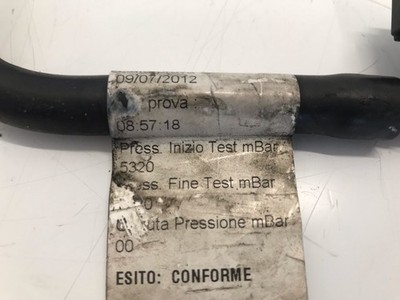 09/07/2012
prova
08:57:18
Press. Inizio Test mBar
5320
Fine Test mBar
Pressione mBar
00
ESITO: CONFORME